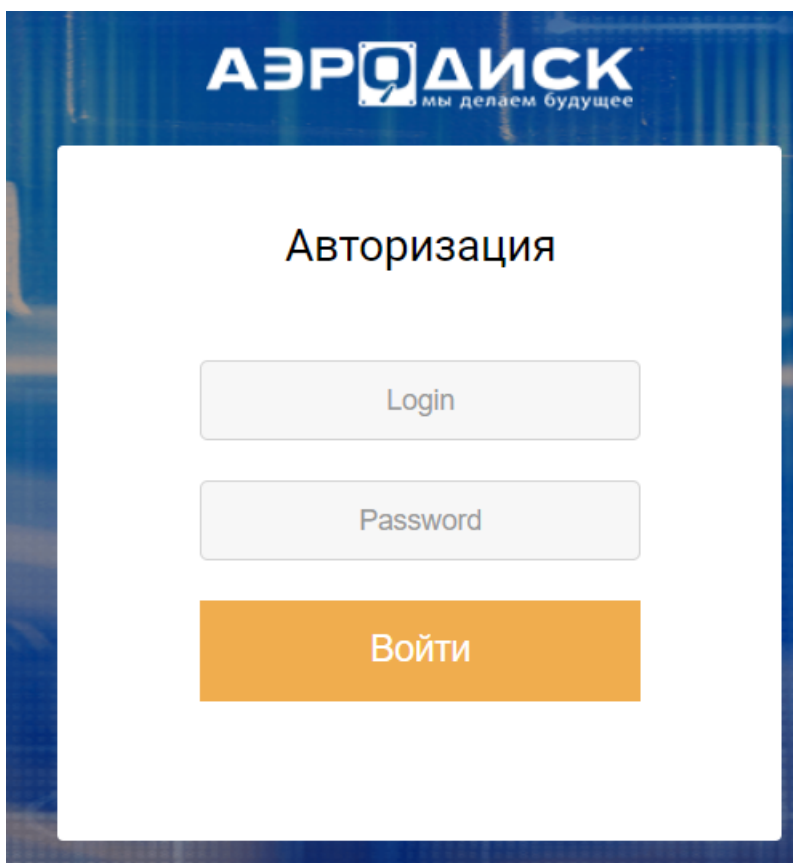 АЭРОДИСК
мы делаем будущее
Авторизация
Login
Password
Войти